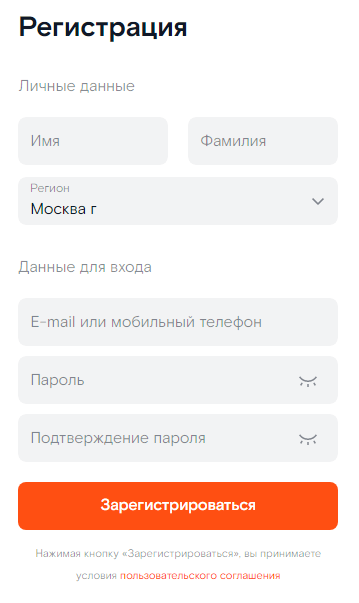 Регистрация
Личные данные
Имя
Фамилия
Регион
Москва г
Данные для входа
E-mail или мобильный телефон
Пароль
Подтверждение пароля
Зарегистрироваться
Нажимая кнопку «Зарегистрироваться», вы принимаете
условия пользовательского соглашения